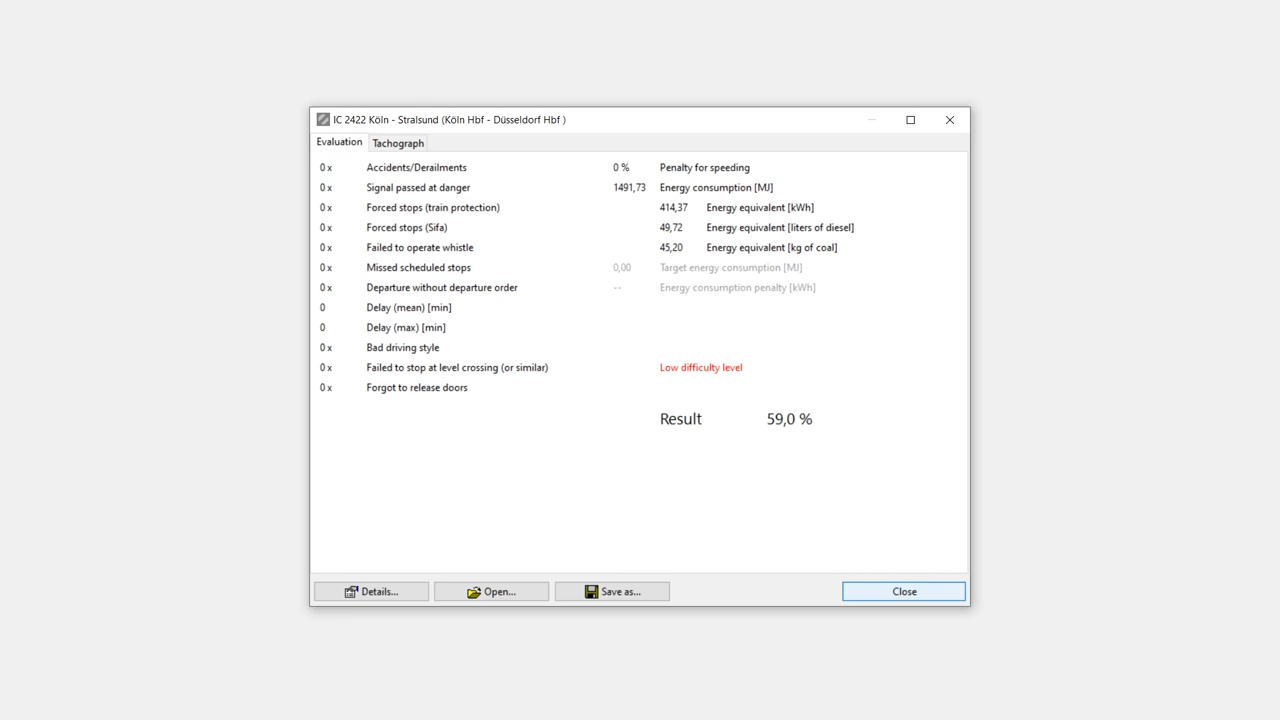 IC 2422 Köln - Stralsund (Köln Hbf - Düsseldorf Hbf )
Evaluation Tachograph
0 x Accidents/Derailments 0 % Penalty for speeding
0 x Signal passed at danger 1491,73 Energy consumption [MJ]
0 x Forced stops (train protection) 414,37 Energy equivalent [kWh]
0 x Forced stops (Sifa) 49,72 Energy equivalent [liters of diesel]
0 x Failed to operate whistle 45,20 Energy equivalent [kg of coal]
0 x Missed scheduled stops 0,00 Target energy consumption [MJ]
0 x Departure without departure order -- Energy consumption penalty [kWh]
0 Delay (mean) [min]
0 Delay (max) [min]
0 x Bad driving style
0 x Failed to stop at level crossing (or similar) Low difficulty level
0 x Forgot to release doors
Result 59,0 %
Details... Open... Save as... Close